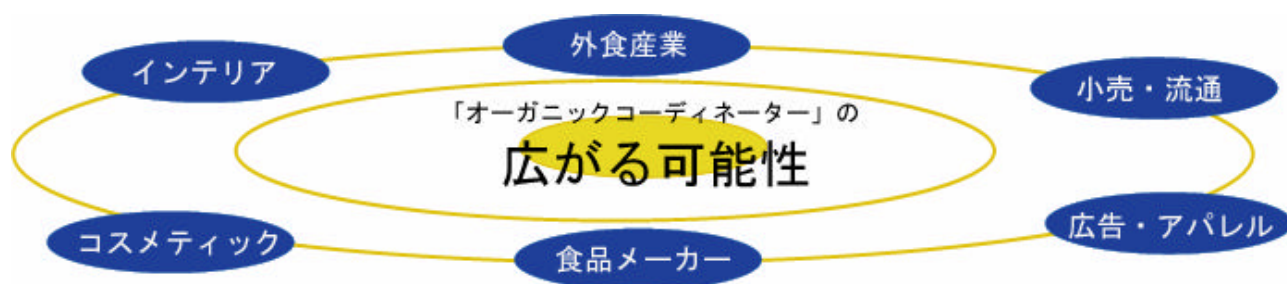 外食産業
インテリア
小売・流通
「オーガニックコーディネーター」の
広がる可能性
広告・アパレル
コスメティック
食品メーカー